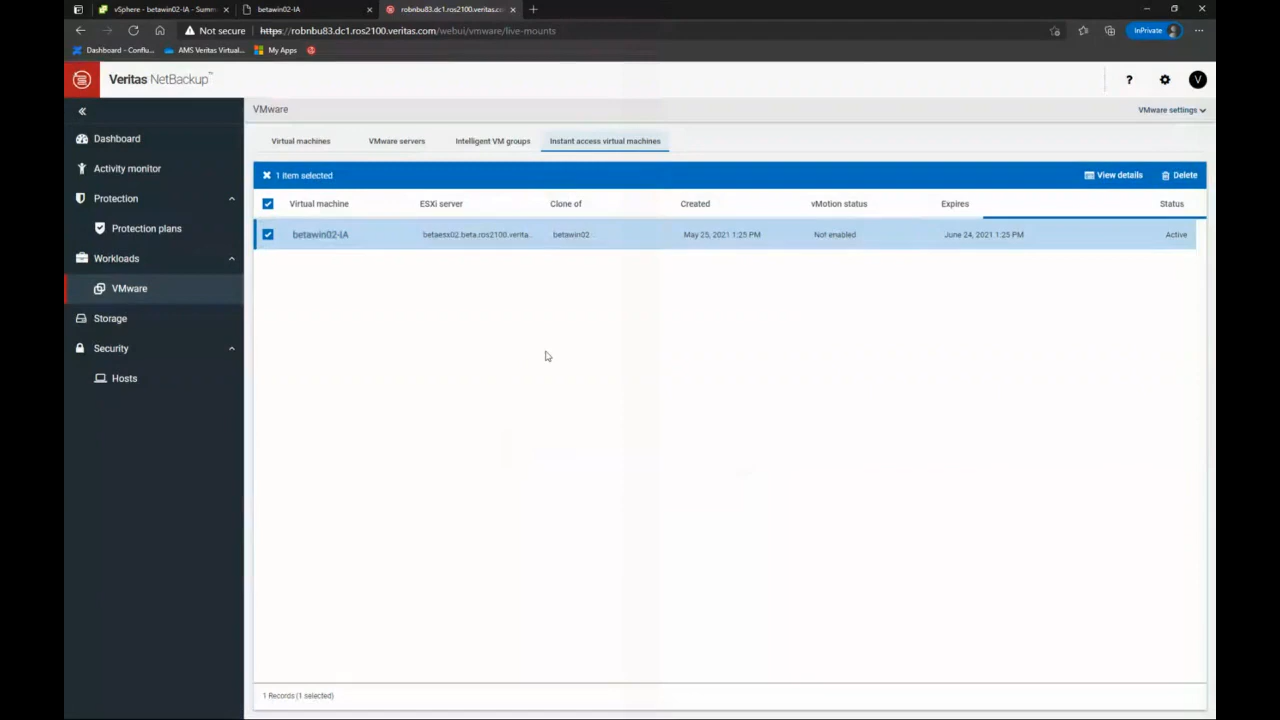 vSphere - betawin02-IA - Summ
betawin02-IA
robnbu83.dc1.ros2100.veritas.com
Not secure
https://robnbu83.dc1.ros2100.veritas.com/webui/vmware/live-mounts
InPrivate
Dashboard - Conflu...
AMS Veritas Virtual...
My Apps
Veritas NetBackup™
?
V
VMware
VMware settings
Dashboard
Activity monitor
Protection
Protection plans
Workloads
VMware
Storage
Security
Hosts
Virtual machines
VMware servers
Intelligent VM groups
Instant access virtual machines
1 item selected
View details
Delete
Virtual machine
ESXi server
Clone of
Created
vMotion status
Expires
Status
betawin02-IA
betaesx02.beta.ros2100.verita...
betawin02
May 25, 2021 1:25 PM
Not enabled
June 24, 2021 1:25 PM
Active
1 Records (1 selected)